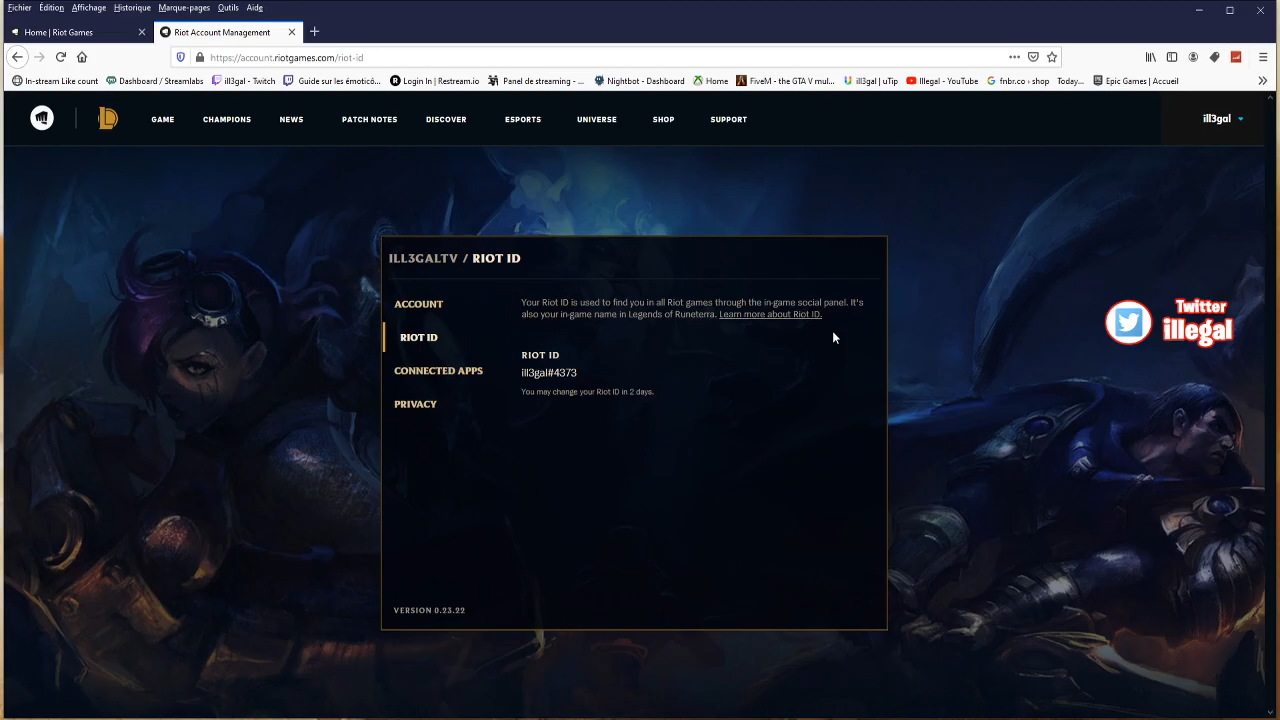 Fichier Édition Affichage Historique Marque-pages Outils Aide
Home | Riot Games
Riot Account Management
https://account.riotgames.com/riot-id
In-stream Like count Dashboard / Streamlabs ill3gal - Twitch Guide sur les émoticô... Login In | Restream.io Panel de streaming - ... Nightbot - Dashboard Home FiveM - the GTA V mul... ill3gal | uTip Illegal - YouTube fnbr.co › shop Today... Epic Games | Accueil
GAME CHAMPIONS NEWS PATCH NOTES DISCOVER ESPORTS UNIVERSE SHOP SUPPORT
ill3gal
ILL3GALTV / RIOT ID
ACCOUNT
RIOT ID
CONNECTED APPS
PRIVACY
Your Riot ID is used to find you in all Riot games through the in-game social panel. It's
also your in-game name in Legends of Runeterra. Learn more about Riot ID.
RIOT ID
ill3gal#4373
You may change your Riot ID in 2 days.
VERSION 0.23.22
Twitter
illegal